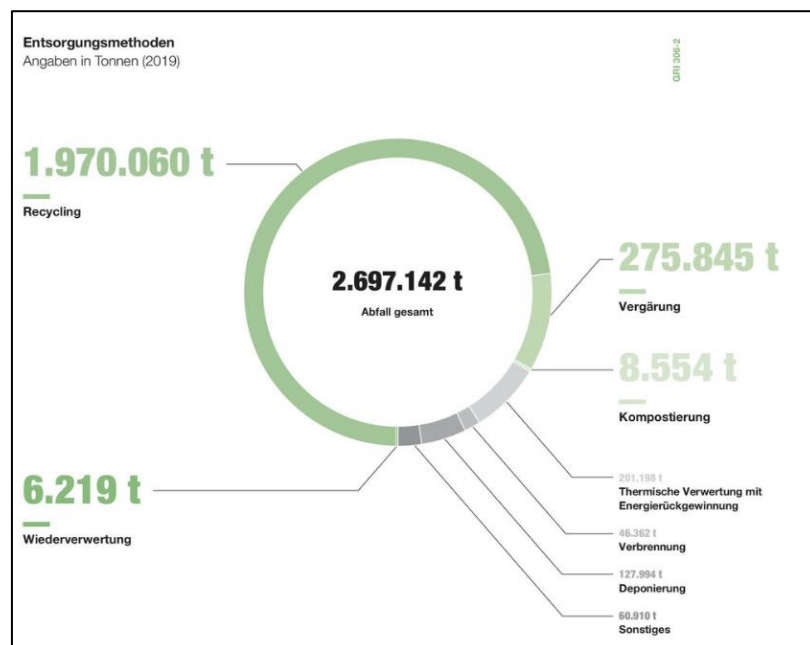 Entsorgungsmethoden
Angaben in Tonnen (2019)
GRI 306-2
1.970.060 t
Recycling
2.697.142 t
Abfall gesamt
275.845 t
Vergärung
8.554 t
Kompostierung
6.219 t
Wiederverwertung
201.198 t
Thermische Verwertung mit
Energierückgewinnung
46.362 t
Verbrennung
127.994 t
Deponierung
60.910 t
Sonstiges